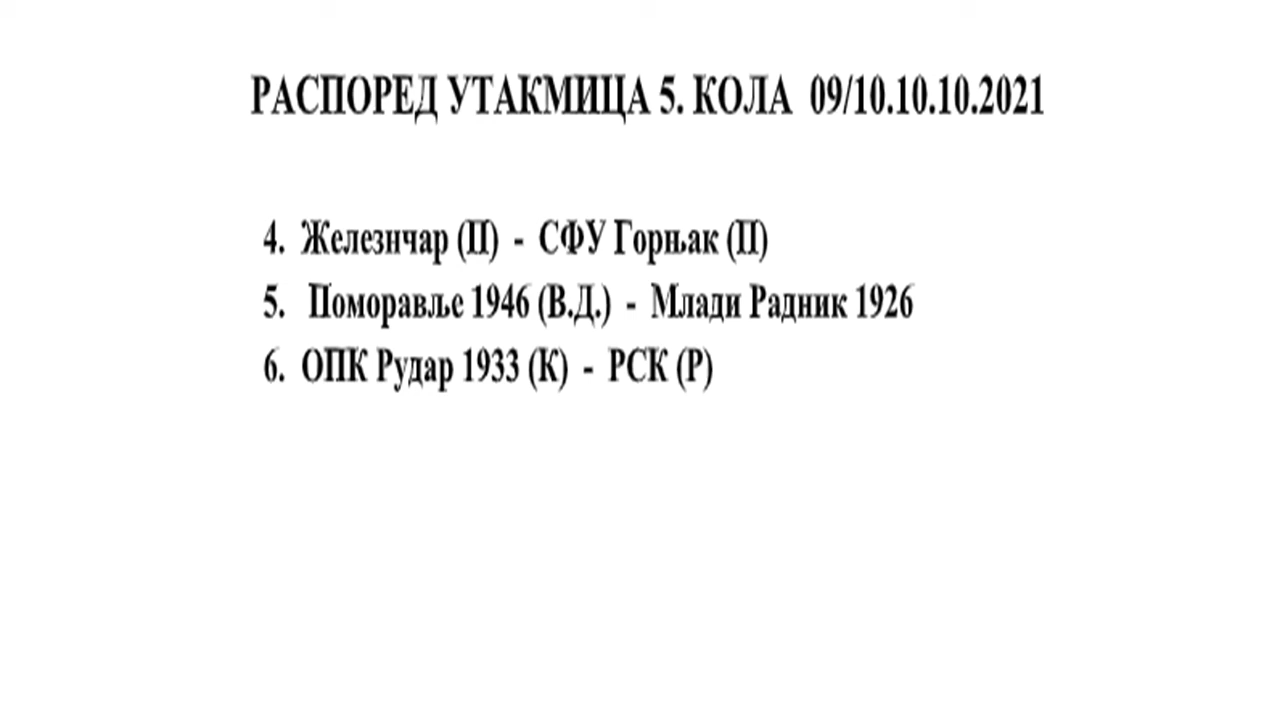 РАСПОРЕД УТАКМИЦА 5. КОЛА 09/10.10.10.2021
4. Железнчар (П) - СФУ Горњак (П)
5. Поморавље 1946 (В.Д.) - Млади Радник 1926
6. ОПК Рудар 1933 (К) - РСК (Р)